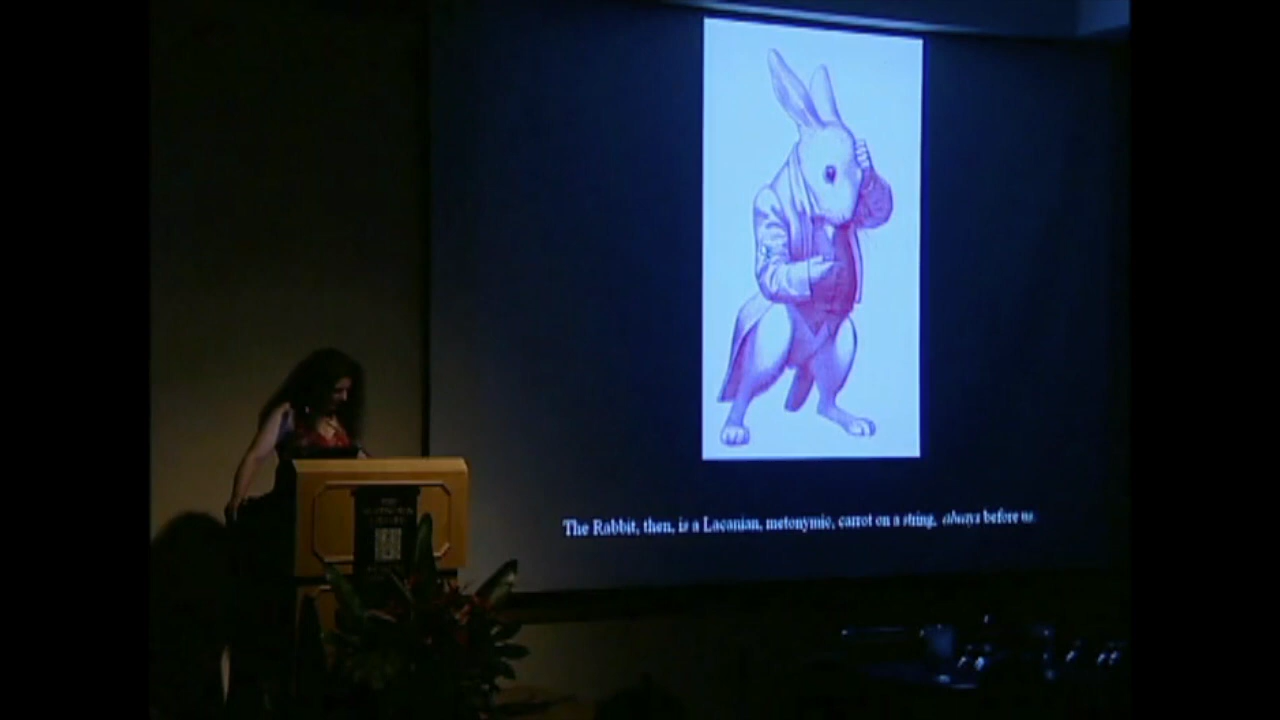 The Rabbit, then, is a Lacanian, metonymic, carrot on a string, always before us.